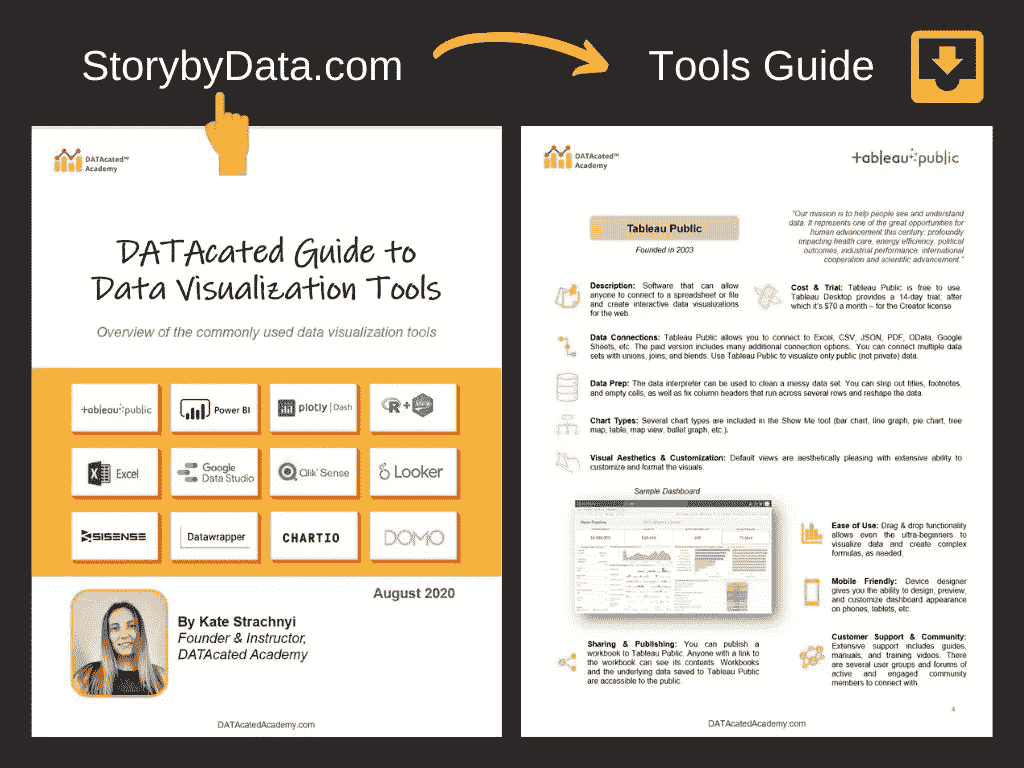 StorybyData.com
Tools Guide
DATAcated™
Academy
DATAcated Guide to
Data Visualization Tools
Overview of the commonly used data visualization tools
+ableau public
Power BI
plotly | Dash
R +
Excel
Google
Data Studio
Qlik Sense
Looker
SISENSE
Datawrapper
CHARTIO
DOMO
August 2020
By Kate Strachnyi
Founder & Instructor,
DATAcated Academy
DATAcatedAcademy.com
DATAcated™
Academy
+ableau public
Tableau Public
Founded in 2003
"Our mission is to help people see and understand
data. It represents one of the great opportunities for
human advancement this century: profoundly
impacting health care, energy efficiency, political
outcomes, industrial performance, international
cooperation and scientific advancement."
Description: Software that can allow
anyone to connect to a spreadsheet or file
and create interactive data visualizations
for the web.
Cost & Trial: Tableau Public is free to use.
Tableau Desktop provides a 14-day trial; after
which it's $70 a month – for the Creator license
Data Connections: Tableau Public allows you to connect to Excel, CSV, JSON, PDF, OData, Google
Sheets, etc. The paid version includes many additional connection options. You can connect multiple data
sets with unions, joins, and blends. Use Tableau Public to visualize only public (not private) data.
Data Prep: The data interpreter can be used to clean a messy data set. You can strip out titles, footnotes,
and empty cells, as well as fix column headers that run across several rows and reshape the data.
Chart Types: Several chart types are included in the Show Me tool (bar chart, line graph, pie chart, tree
map, table, map view, bullet graph, etc.).
Visual Aesthetics & Customization: Default views are aesthetically pleasing with extensive ability to
customize and format the visuals.
Sample Dashboard
Ease of Use: Drag & drop functionality
allows even the ultra-beginners to
visualize data and create complex
formulas, as needed.
Mobile Friendly: Device designer
gives you the ability to design, preview,
and customize dashboard appearance
on phones, tablets, etc.
Sharing & Publishing: You can publish a
workbook to Tableau Public. Anyone with a link to
the workbook can see its contents. Workbooks
and the underlying data saved to Tableau Public
are accessible to the public.
Customer Support & Community:
Extensive support includes guides,
manuals, and training videos. There
are several user groups and forums of
active and engaged community
members to connect with.
4
DATAcatedAcademy.com